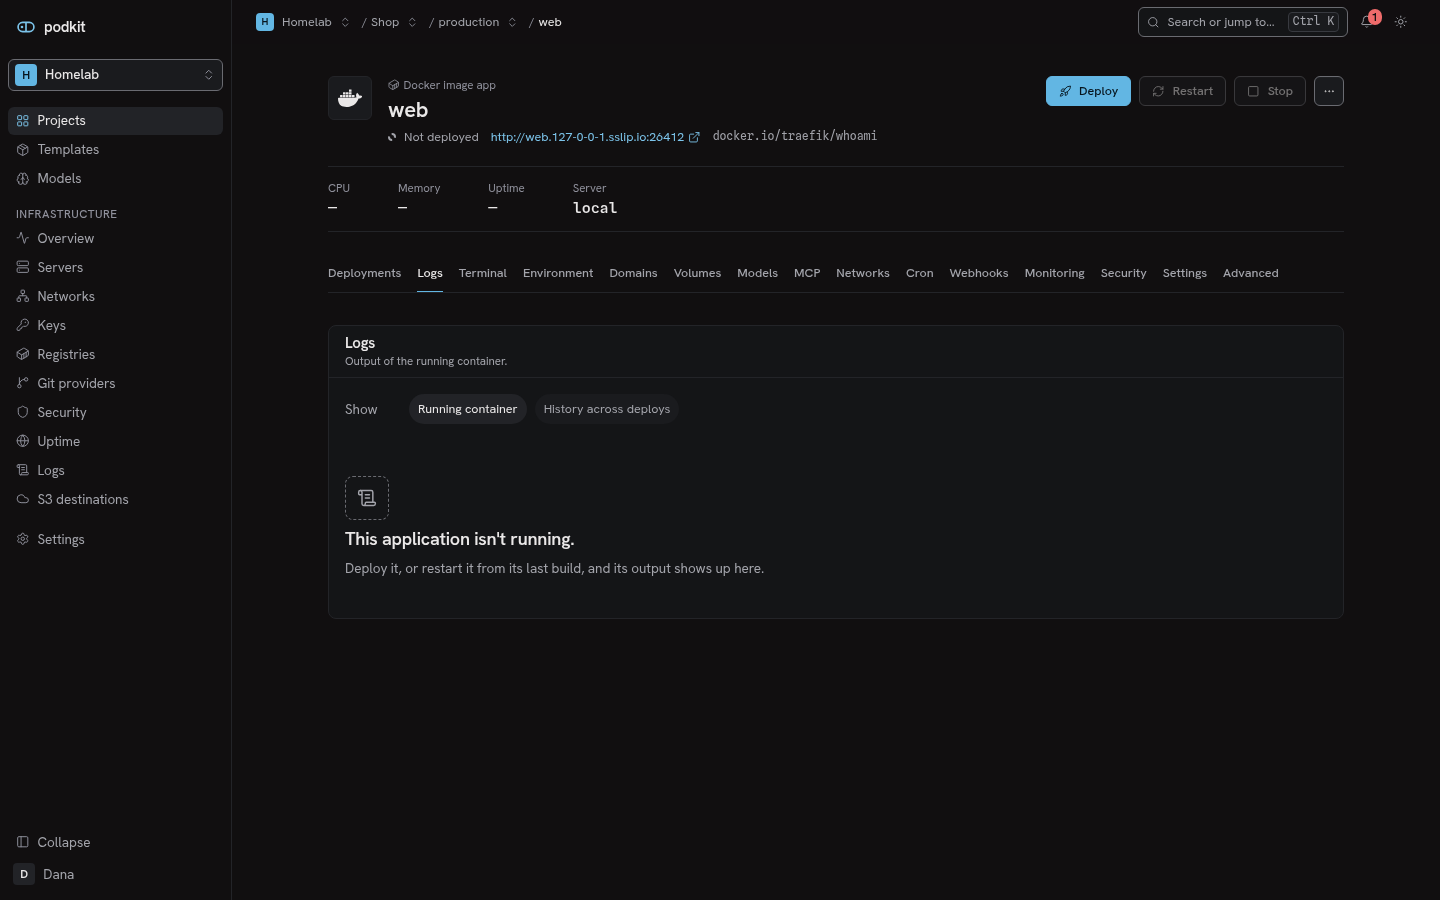 podkit
H Homelab
Projects
Templates
Models
INFRASTRUCTURE
Overview
Servers
Networks
Keys
Registries
Git providers
Security
Uptime
Logs
S3 destinations
Settings
Collapse
D Dana
H Homelab / Shop / production / web
Search or jump to... Ctrl K
1
Docker image app
web
Not deployed http://web.127-0-0-1.sslip.io:26412 docker.io/traefik/whoami
Deploy Restart Stop ...
CPU Memory Uptime Server
— — — local
Deployments Logs Terminal Environment Domains Volumes Models MCP Networks Cron Webhooks Monitoring Security Settings Advanced
Logs
Output of the running container.
Show Running container History across deploys
This application isn't running.
Deploy it, or restart it from its last build, and its output shows up here.